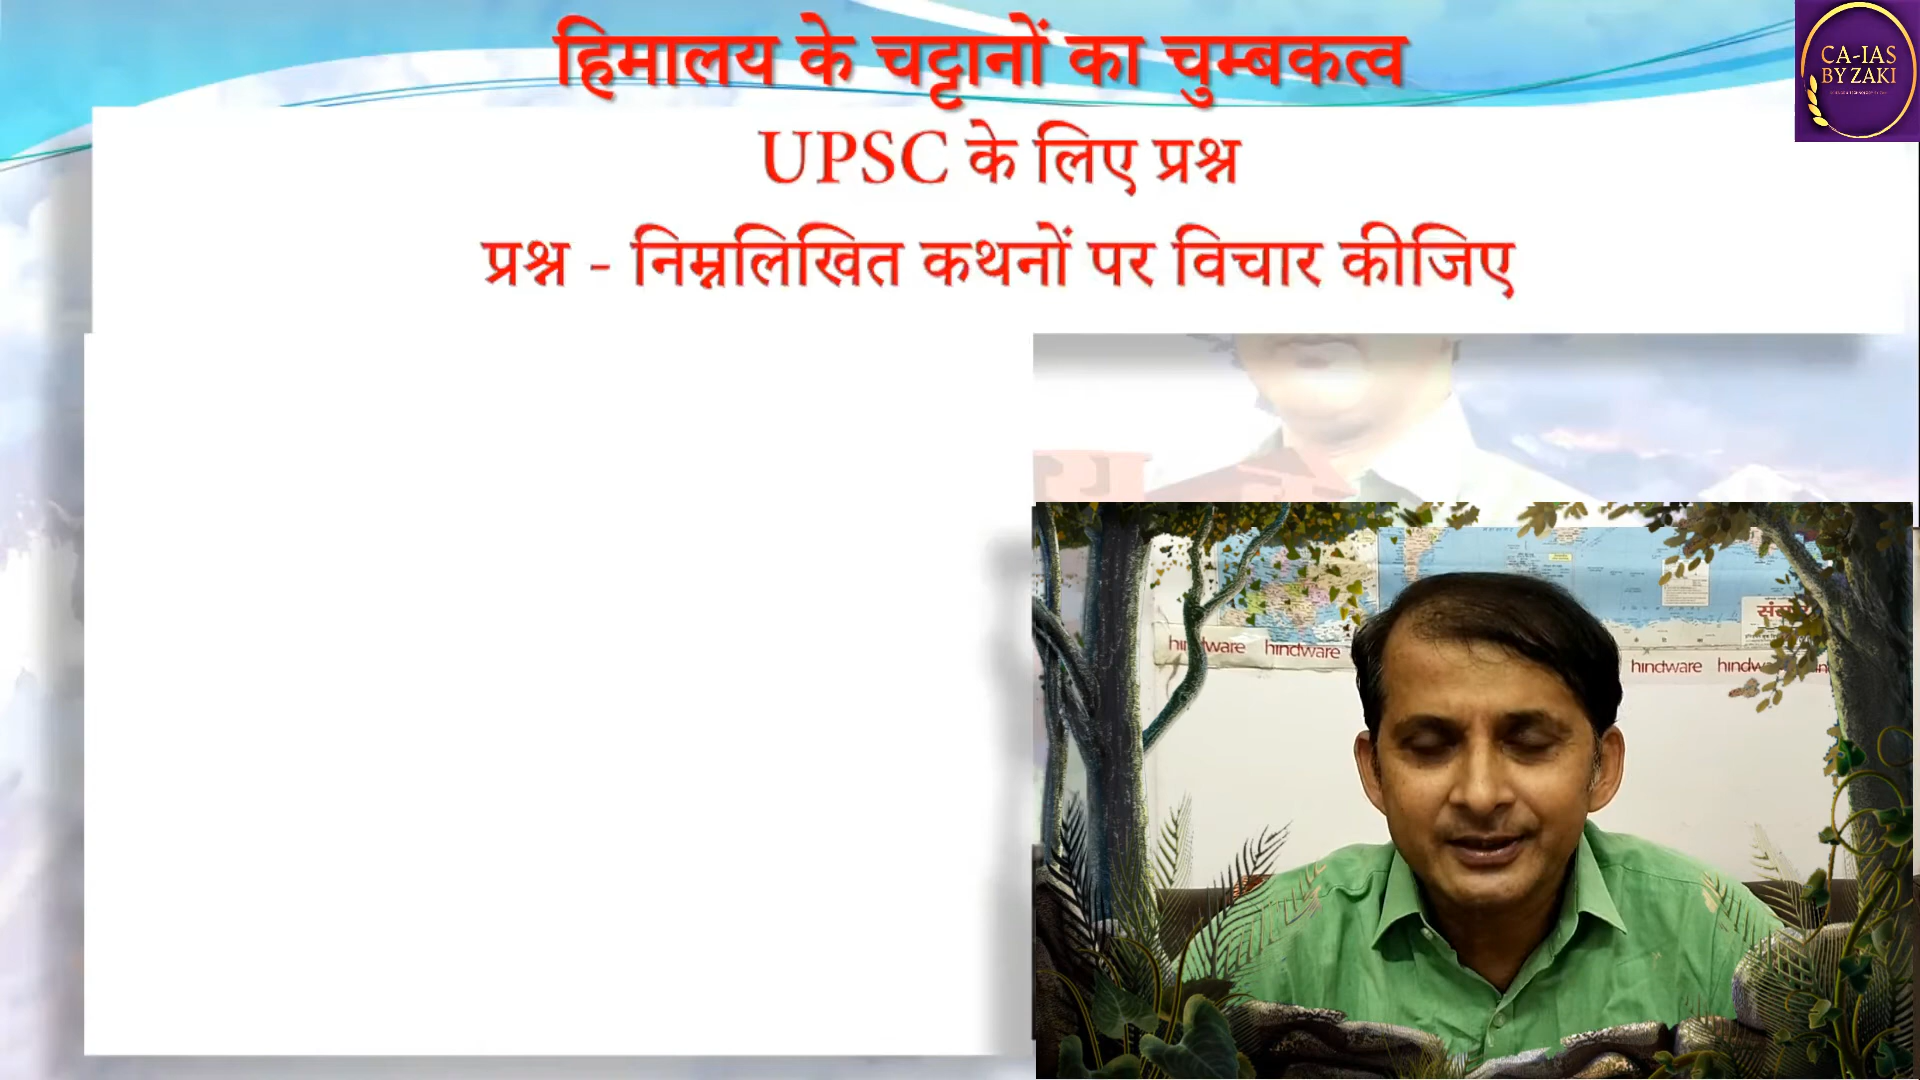 हिमालय के चट्टानों का चुम्बकत्व
CA-IAS
BY ZAKI
UPSC के लिए प्रश्न
प्रश्न - निम्नलिखित कथनों पर विचार कीजिए
hindware hindware
hindware